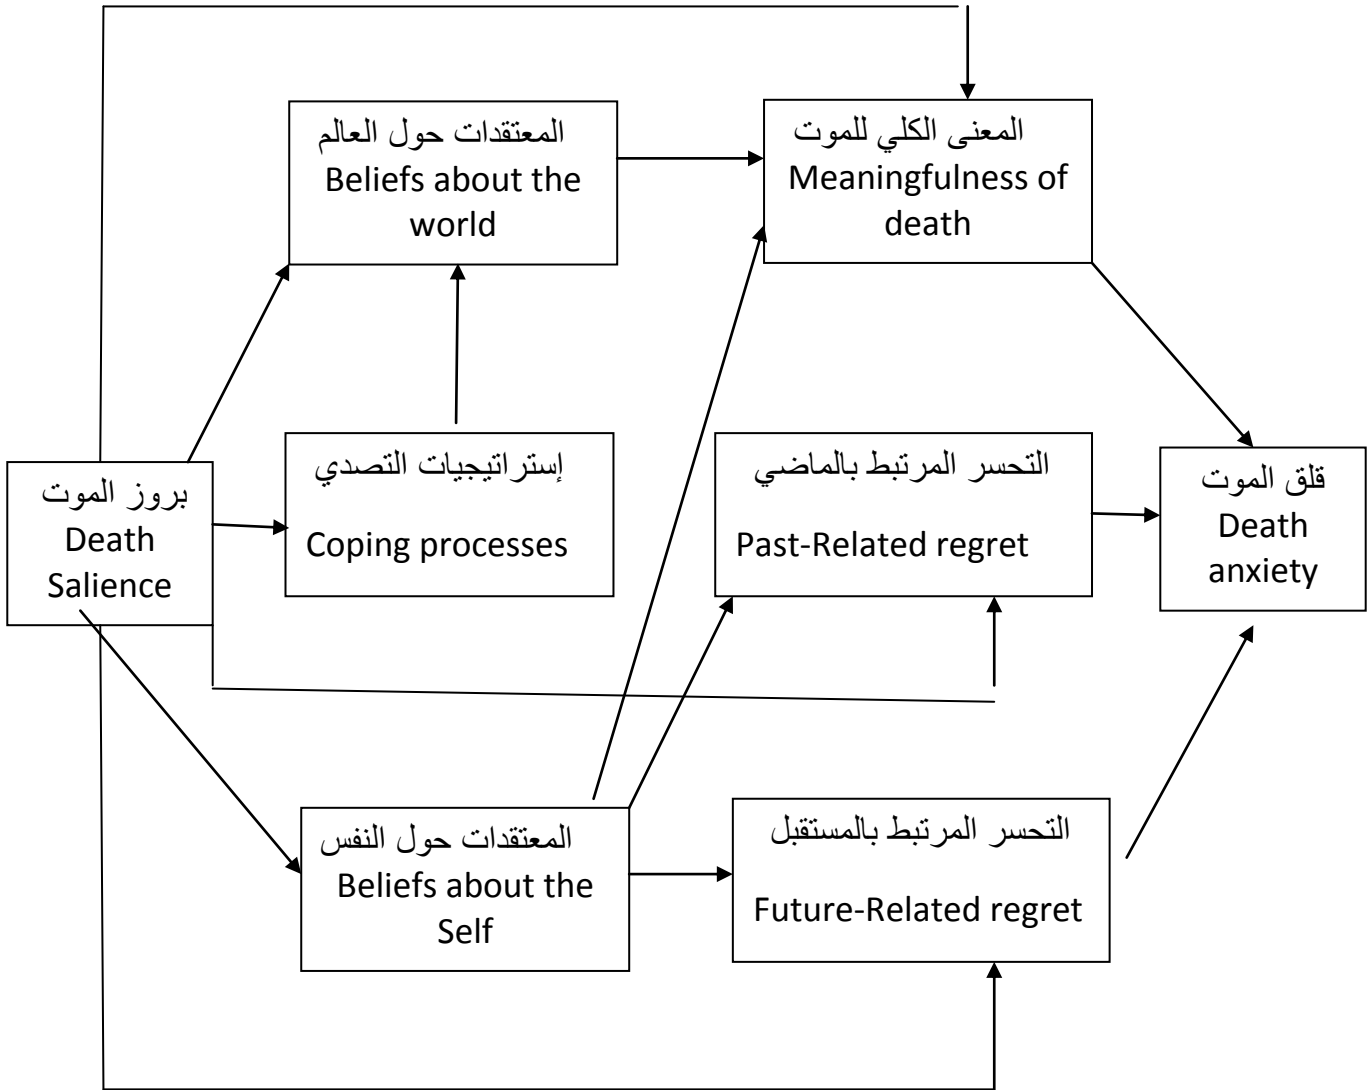 المعتقدات حول العالم
Beliefs about the
world
المعنى الكلي للموت
Meaningfulness of
death
بروز الموت
Death
Salience
إستراتيجيات التصدي
Coping processes
التحسر المرتبط بالماضي
Past-Related regret
قلق الموت
Death
anxiety
المعتقدات حول النفس
Beliefs about the
Self
التحسر المرتبط بالمستقبل
Future-Related regret